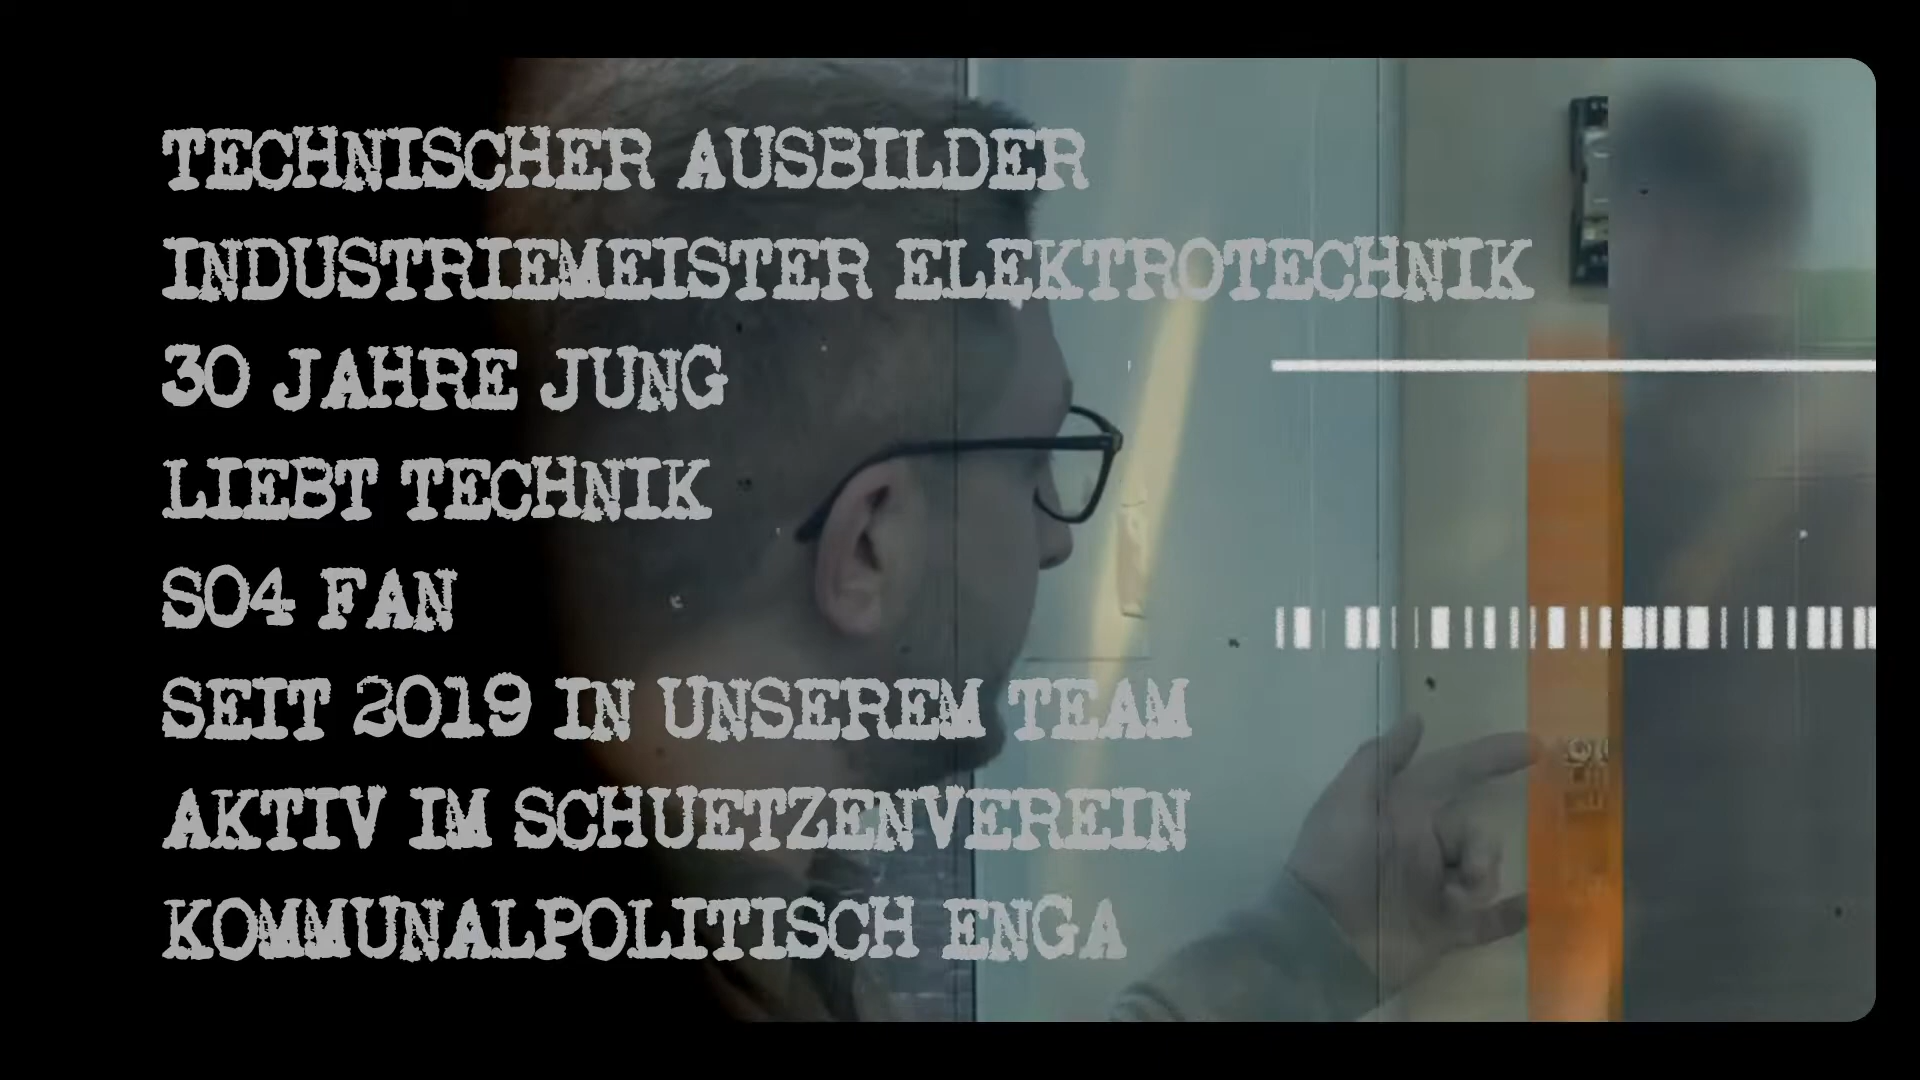 TECHNISCHER AUSBILDER
INDUSTRIEMEISTER ELEKTROTECHNIK
30 JAHRE JUNG
LIEBT TECHNIK
S04 FAN
SEIT 2019 IN UNSEREM TEAM
AKTIV IM SCHUETZENVEREIN
KOMMUNALPOLITISCH ENGA